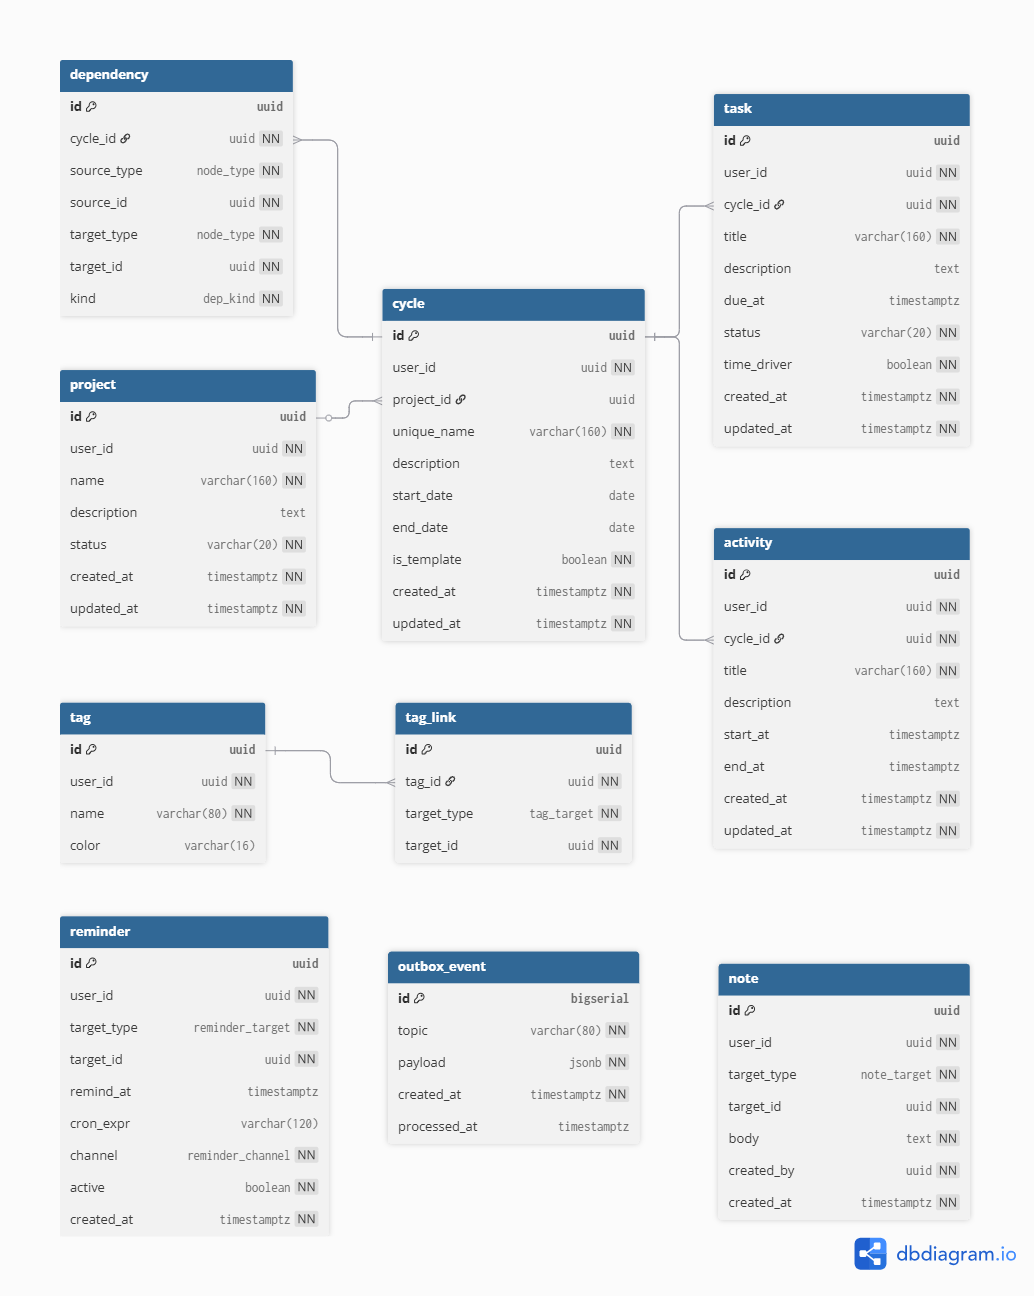 dependency
id uuid
cycle_id uuid NN
source_type node_type NN
source_id uuid NN
target_type node_type NN
target_id uuid NN
kind dep_kind NN
project
id uuid
user_id uuid NN
name varchar(160) NN
description text
status varchar(20) NN
created_at timestamptz NN
updated_at timestamptz NN
cycle
id uuid
user_id uuid NN
project_id uuid
unique_name varchar(160) NN
description text
start_date date
end_date date
is_template boolean NN
created_at timestamptz NN
updated_at timestamptz NN
task
id uuid
user_id uuid NN
cycle_id uuid NN
title varchar(160) NN
description text
due_at timestamptz
status varchar(20) NN
time_driver boolean NN
created_at timestamptz NN
updated_at timestamptz NN
activity
id uuid
user_id uuid NN
cycle_id uuid NN
title varchar(160) NN
description text
start_at timestamptz
end_at timestamptz
created_at timestamptz NN
updated_at timestamptz NN
tag
id uuid
user_id uuid NN
name varchar(80) NN
color varchar(16)
tag_link
id uuid
tag_id uuid NN
target_type tag_target NN
target_id uuid NN
reminder
id uuid
user_id uuid NN
target_type reminder_target NN
target_id uuid NN
remind_at timestamptz
cron_expr varchar(120)
channel reminder_channel NN
active boolean NN
created_at timestamptz NN
outbox_event
id bigserial
topic varchar(80) NN
payload jsonb NN
created_at timestamptz NN
processed_at timestamptz
note
id uuid
user_id uuid NN
target_type note_target NN
target_id uuid NN
body text NN
created_by uuid NN
created_at timestamptz NN
dbdiagram.io